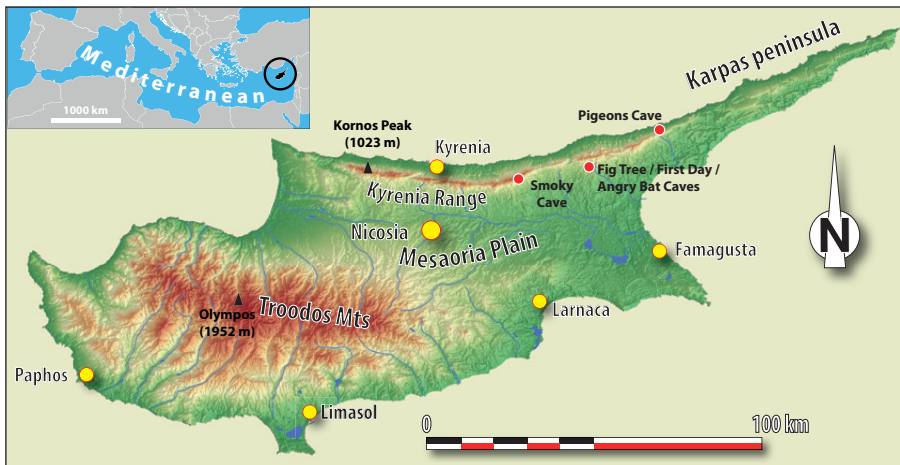 Mediterranean
1000 km
Karpas peninsula
Pigeons Cave
Kornos Peak
(1023 m)
Kyrenia
Fig Tree / First Day /
Angry Bat Caves
Smoky
Cave
Kyrenia Range
N
Nicosia
Mesaoria Plain
Famagusta
Olympos
(1952 m)
Troodos Mts
Larnaca
Paphos
Limasol
0
100 km